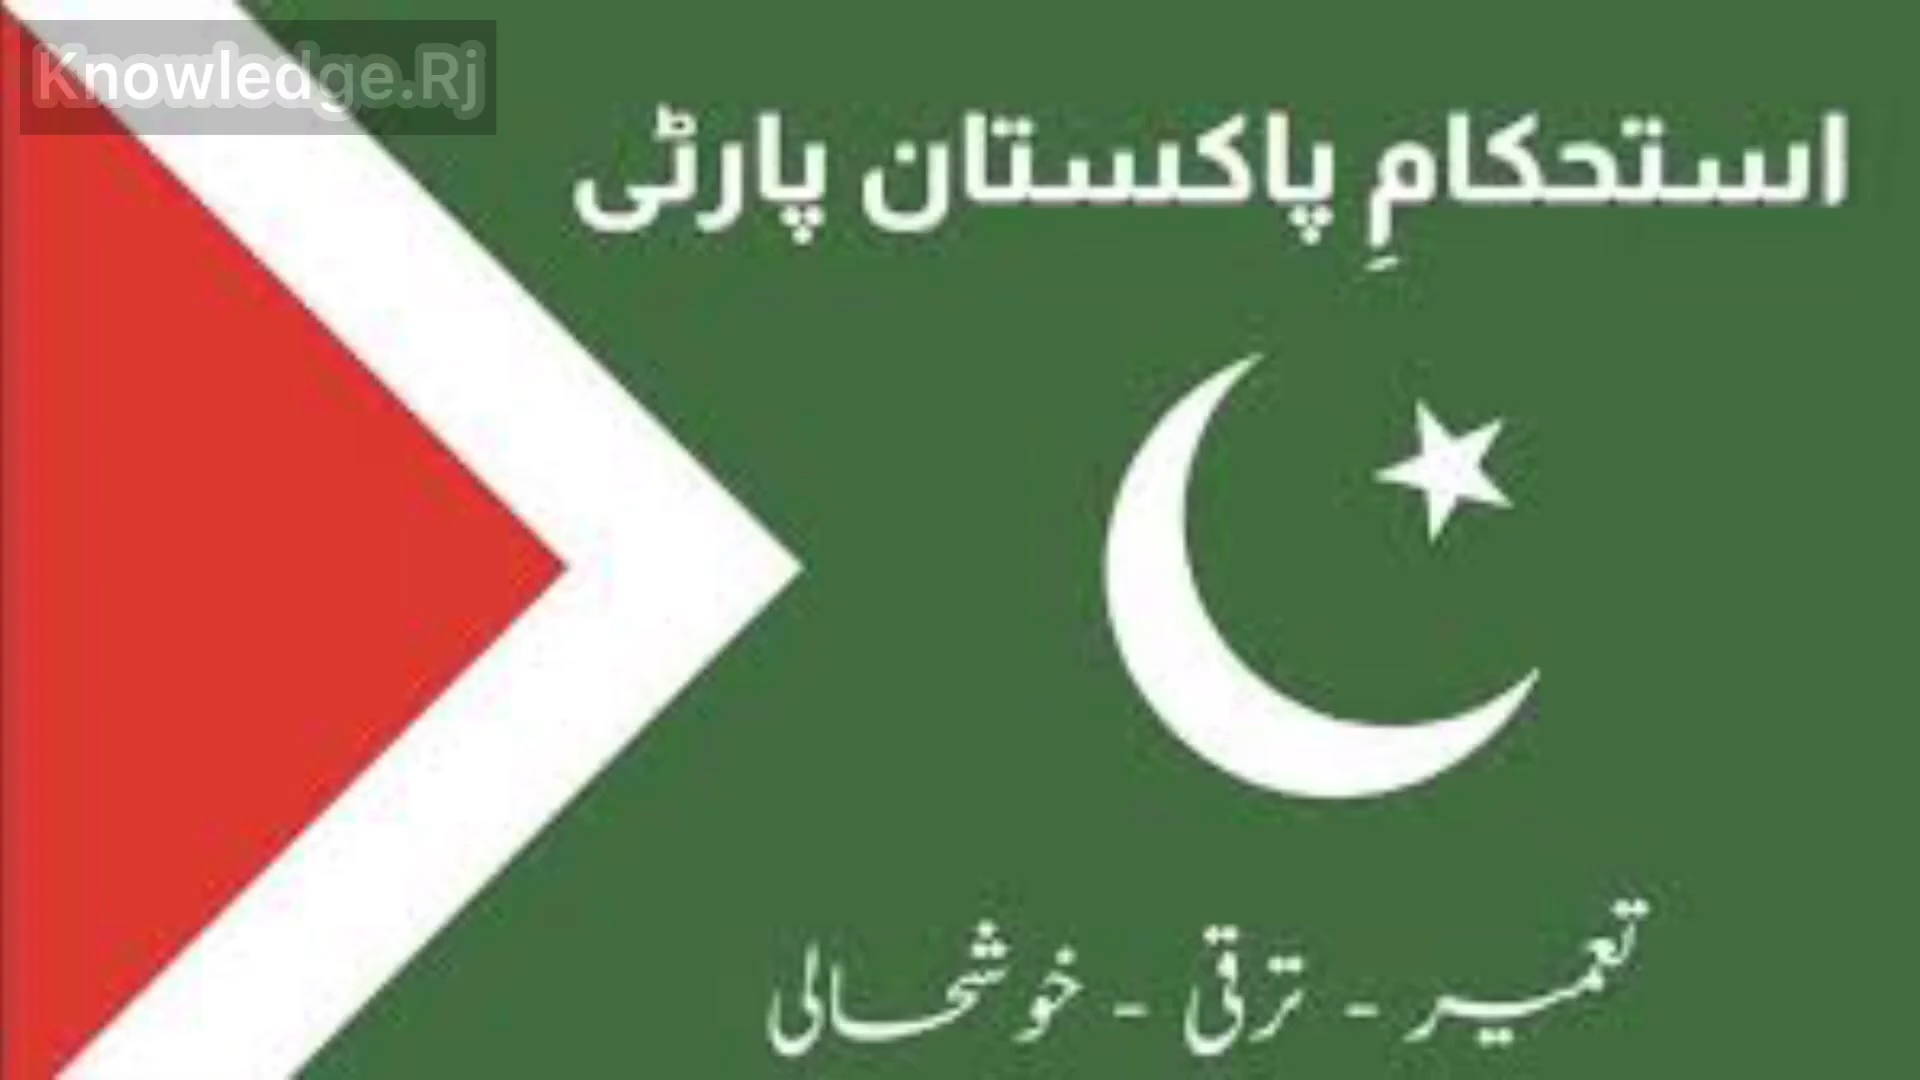 Knowledge.Rj
استحکامِ پاکستان پارٹی
تعمیر - ترقی - خوشحالی